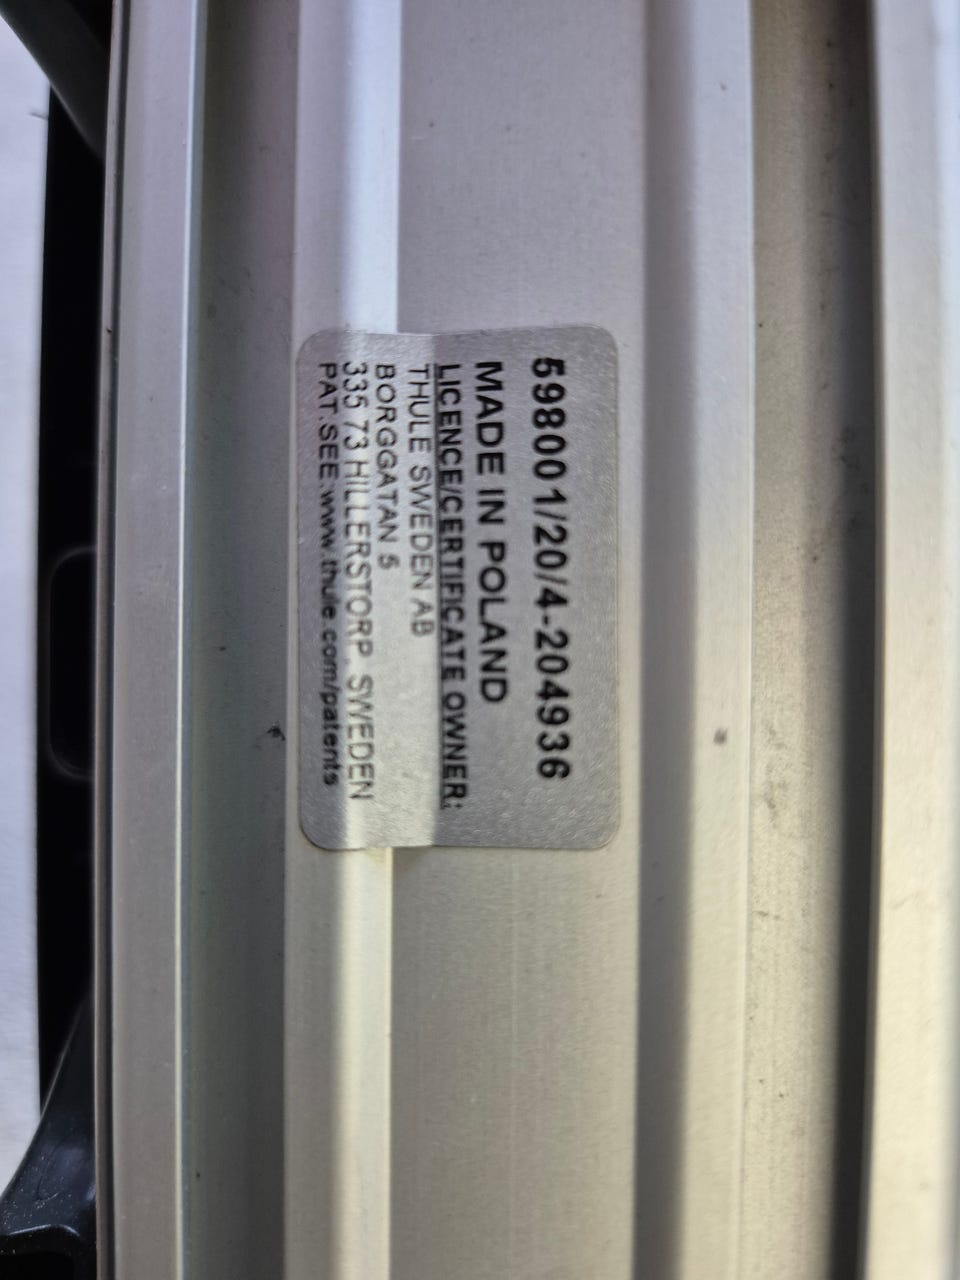 598001/20/4-204936
MADE IN POLAND
LICENCE/CERTIFICATE OWNER:
THULE SWEDEN AB
BORGGATAN 5
335 73 HILLERSTORP. SWEDEN
PAT.SEE:www.thule.com/patents